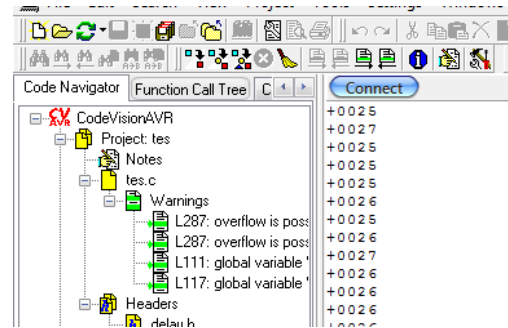 Code Navigator Function Call Tree C
CodeVisionAVR
Project: tes
Notes
tes.c
Warnings
L287: overflow is poss
L287: overflow is poss
L111: global variable '
L117: global variable '
Headers
delay.h
Connect
+0025
+0027
+0025
+0025
+0025
+0026
+0025
+0026
+0027
+0026
+0026
+0026
+0026